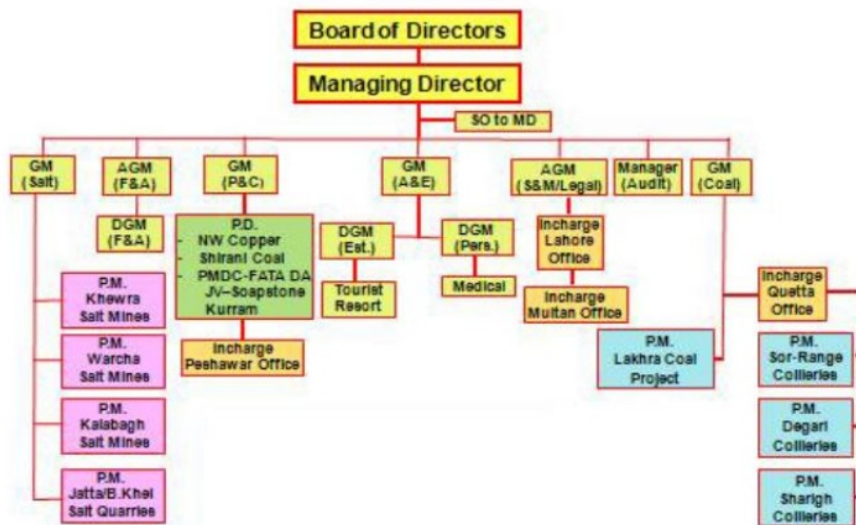 Board of Directors
Managing Director
SO to MD
GM
(Salt)
AGM
(F&A)
GM
(P&C)
GM
(A&E)
AGM
(S&M/Legal)
Manager
(Audit)
GM
(Coal)
DGM
(F&A)
P.D.
- NW Copper
- Shirani Coal
- PMDC-FATA DA
JV-Soapstone
Kurram
DGM
(Est.)
DGM
(Pers.)
Incharge
Lahore
Office
Tourist
Resort
Medical
Incharge
Multan Office
Incharge
Quetta
Office
P.M.
Khewra
Salt Mines
Incharge
Peshawar Office
P.M.
Warcha
Salt Mines
P.M.
Lakhra Coal
Project
P.M.
Sor-Range
Collieries
P.M.
Kalabagh
Salt Mines
P.M.
Degari
Collieries
P.M.
Jatta/B.Khel
Salt Quarries
P.M.
Sharigh
Collieries